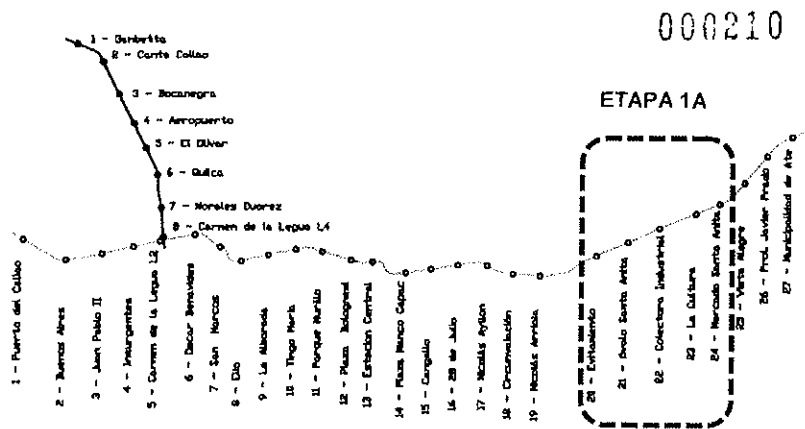 000210
ETAPA 1A
1 - Gambetta
2 - Canta Callao
3 - Bocanegra
4 - Aeropuerto
5 - El Olivar
6 - Quilca
7 - Morales Duarez
8 - Carmen de la Legua L4
1 - Puerto del Callao
2 - Buenos Aires
3 - Juan Pablo II
4 - Insurgentes
5 - Carmen de la Legua L2
6 - Oscar Benavides
7 - San Marcos
8 - Elio
9 - La Alborada
10 - Tingo María
11 - Parque Murillo
12 - Plaza Bolognesi
13 - Estacion Central
14 - Plaza Manco Capac
15 - Cangallo
16 - 28 de Julio
17 - Nicolás Ayllon
18 - Circunvalación
19 - Nicolás Arriola
20 - Evitamiento
21 - Ovalo Santa Anita
22 - Colectora Industrial
23 - La Cultura
24 - Mercado Santa Anita
25 - Vista Alegre
26 - Prol. Javier Prado
27 - Municipalidad de Ate